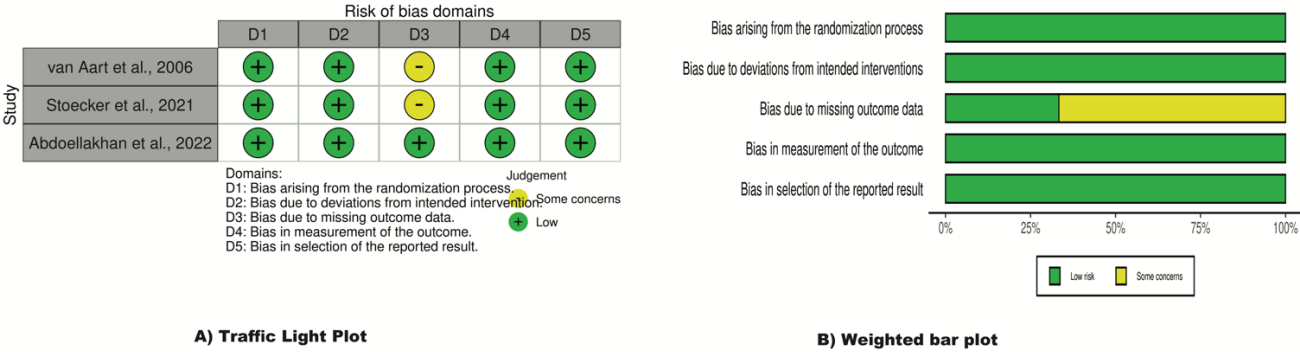 Risk of bias domains
D1 D2 D3 D4 D5
Study
van Aart et al., 2006 + + - + +
Stoecker et al., 2021 + + - + +
Abdoellakhan et al., 2022 + + + + +
Domains:
D1: Bias arising from the randomization process.
D2: Bias due to deviations from intended intervention.
D3: Bias due to missing outcome data.
D4: Bias in measurement of the outcome.
D5: Bias in selection of the reported result.
Judgement
- Some concerns
+ Low
A) Traffic Light Plot
Bias arising from the randomization process
Bias due to deviations from intended interventions
Bias due to missing outcome data
Bias in measurement of the outcome
Bias in selection of the reported result
0% 25% 50% 75% 100%
Low risk Some concerns
B) Weighted bar plot